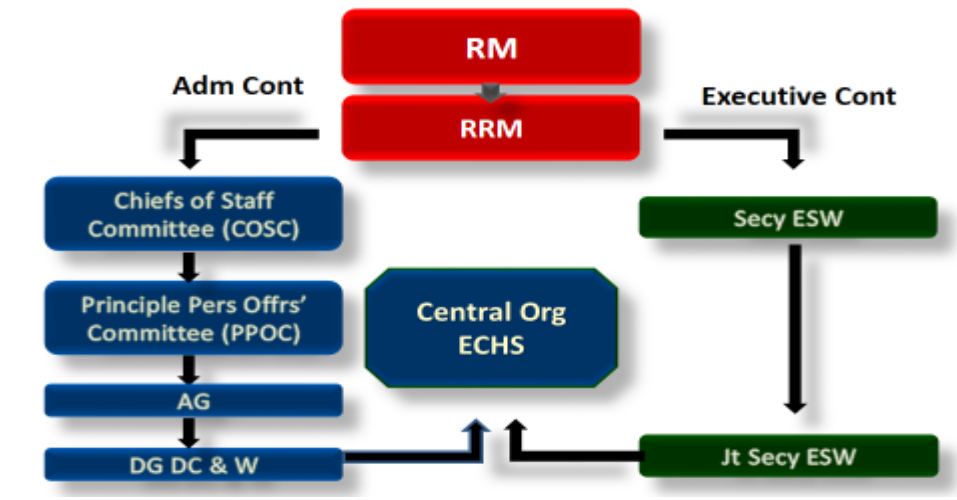 RM
Adm Cont
Executive Cont
RRM
Chiefs of Staff
Committee (COSC)
Secy ESW
Principle Pers Offrs’
Committee (PPOC)
Central Org
ECHS
AG
DG DC & W
Jt Secy ESW